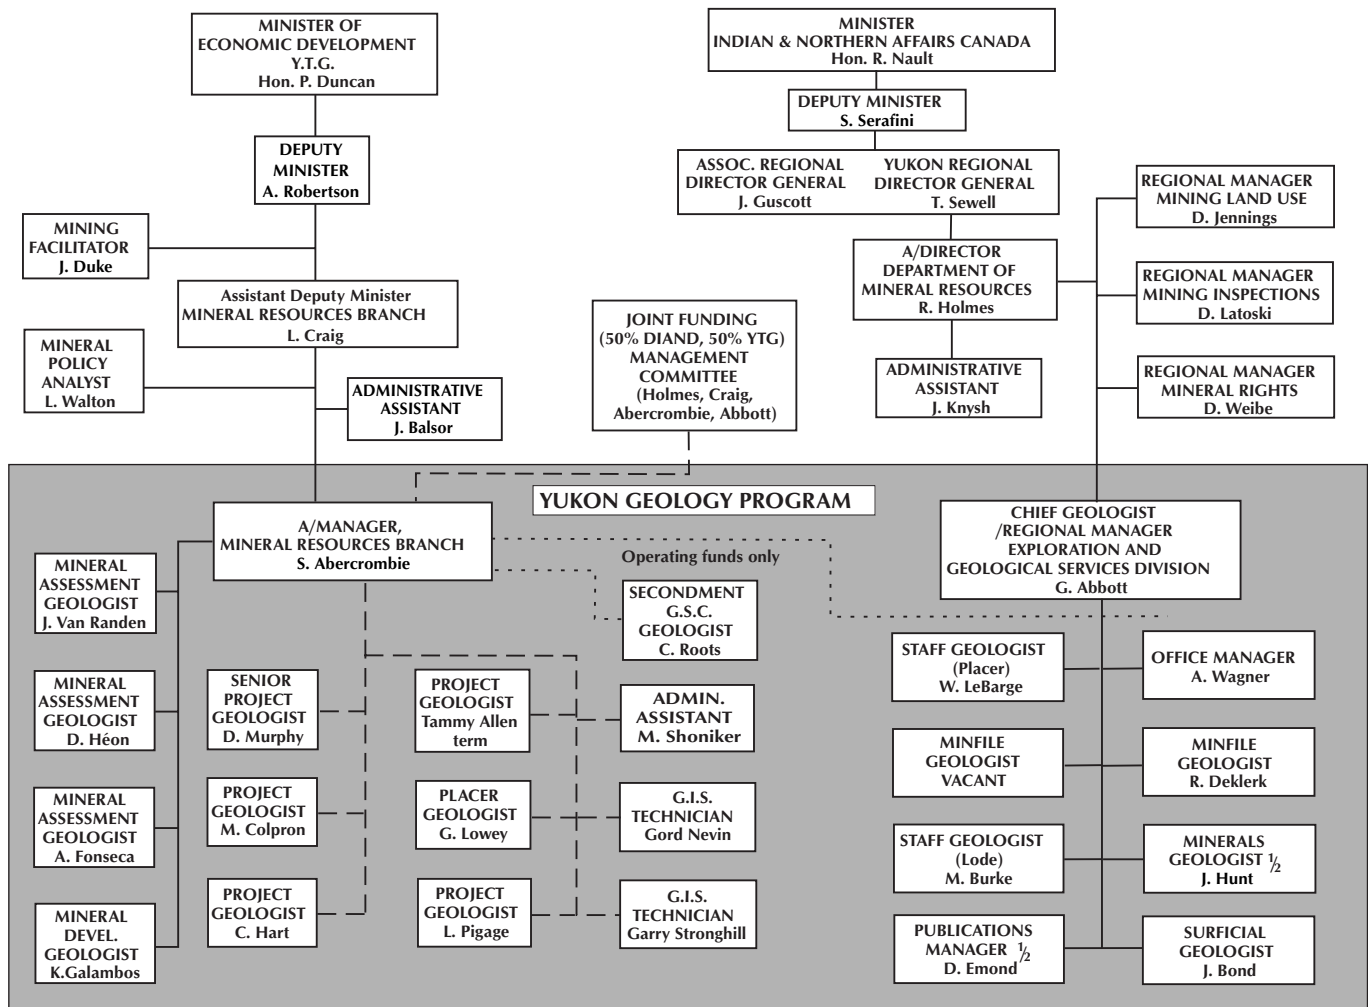 MINISTER OF
ECONOMIC DEVELOPMENT
Y.T.G.
Hon. P. Duncan
DEPUTY
MINISTER
A. Robertson
MINING
FACILITATOR
J. Duke
Assistant Deputy Minister
MINERAL RESOURCES BRANCH
L. Craig
MINERAL
POLICY
ANALYST
L. Walton
ADMINISTRATIVE
ASSISTANT
J. Balsor
JOINT FUNDING
(50% DIAND, 50% YTG)
MANAGEMENT
COMMITTEE
(Holmes, Craig,
Abercrombie, Abbott)
MINISTER
INDIAN & NORTHERN AFFAIRS CANADA
Hon. R. Nault
DEPUTY MINISTER
S. Serafini
ASSOC. REGIONAL
DIRECTOR GENERAL
J. Guscott
YUKON REGIONAL
DIRECTOR GENERAL
T. Sewell
A/DIRECTOR
DEPARTMENT OF
MINERAL RESOURCES
R. Holmes
ADMINISTRATIVE
ASSISTANT
J. Knysh
REGIONAL MANAGER
MINING LAND USE
D. Jennings
REGIONAL MANAGER
MINING INSPECTIONS
D. Latoski
REGIONAL MANAGER
MINERAL RIGHTS
D. Weibe
YUKON GEOLOGY PROGRAM
A/MANAGER,
MINERAL RESOURCES BRANCH
S. Abercrombie
Operating funds only
MINERAL
ASSESSMENT
GEOLOGIST
J. Van Randen
MINERAL
ASSESSMENT
GEOLOGIST
D. Héon
MINERAL
ASSESSMENT
GEOLOGIST
A. Fonseca
MINERAL
DEVEL.
GEOLOGIST
K.Galambos
SENIOR
PROJECT
GEOLOGIST
D. Murphy
PROJECT
GEOLOGIST
M. Colpron
PROJECT
GEOLOGIST
C. Hart
PROJECT
GEOLOGIST
Tammy Allen
term
PLACER
GEOLOGIST
G. Lowey
PROJECT
GEOLOGIST
L. Pigage
SECONDMENT
G.S.C.
GEOLOGIST
C. Roots
ADMIN.
ASSISTANT
M. Shoniker
G.I.S.
TECHNICIAN
Gord Nevin
G.I.S.
TECHNICIAN
Garry Stronghill
CHIEF GEOLOGIST
/REGIONAL MANAGER
EXPLORATION AND
GEOLOGICAL SERVICES DIVISION
G. Abbott
STAFF GEOLOGIST
(Placer)
W. LeBarge
OFFICE MANAGER
A. Wagner
MINFILE
GEOLOGIST
VACANT
MINFILE
GEOLOGIST
R. Deklerk
STAFF GEOLOGIST
(Lode)
M. Burke
MINERALS
GEOLOGIST 1/2
J. Hunt
PUBLICATIONS
MANAGER 1/2
D. Emond
SURFICIAL
GEOLOGIST
J. Bond